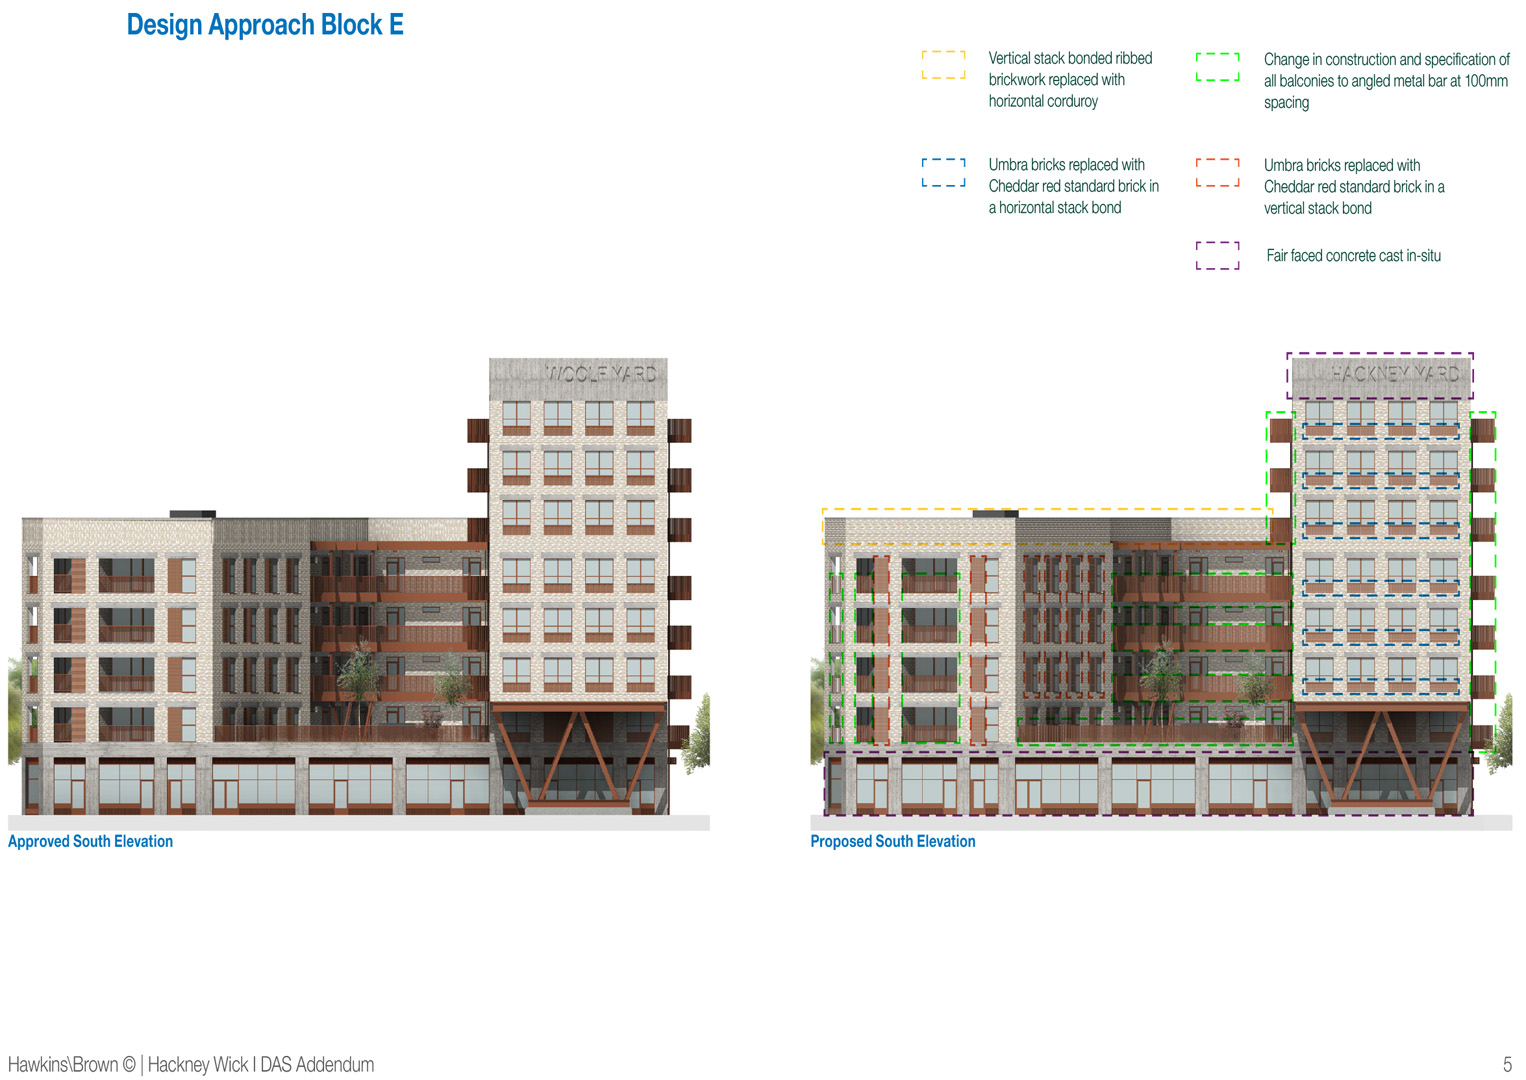 Design Approach Block E
Vertical stack bonded ribbed
brickwork replaced with
horizontal corduroy
Change in construction and specification of
all balconies to angled metal bar at 100mm
spacing
Umbra bricks replaced with
Cheddar red standard brick in
a horizontal stack bond
Umbra bricks replaced with
Cheddar red standard brick in a
vertical stack bond
Fair faced concrete cast in-situ
WOOLF YARD
HACKNEY YARD
Approved South Elevation
Proposed South Elevation
Hawkins\Brown © | Hackney Wick I DAS Addendum
5